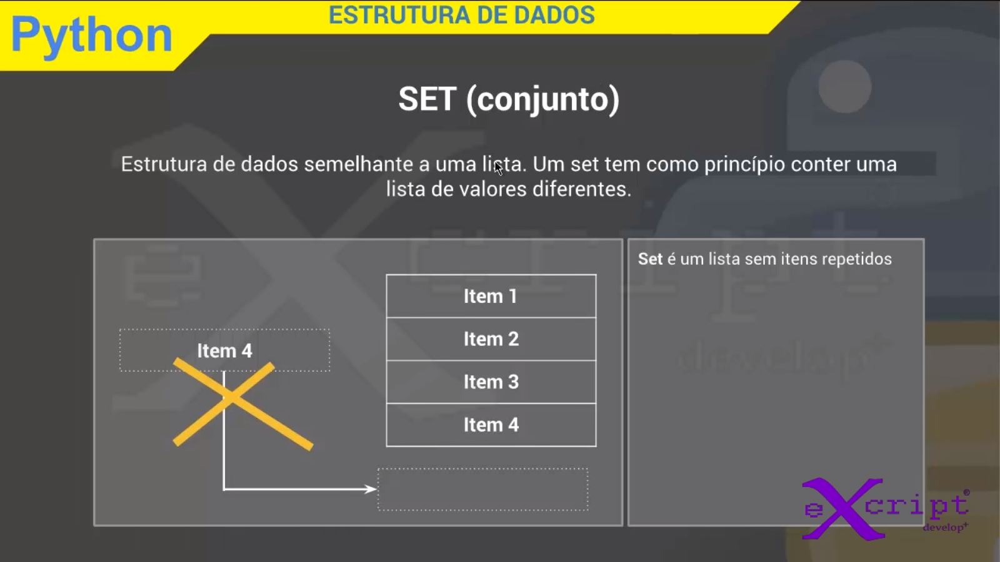 Python
ESTRUTURA DE DADOS
SET (conjunto)
Estrutura de dados semelhante a uma lista. Um set tem como princípio conter uma
lista de valores diferentes.
Item 4
Item 1
Item 2
Item 3
Item 4
Set é um lista sem itens repetidos
eXcript®
develop+
eXcript
develop+